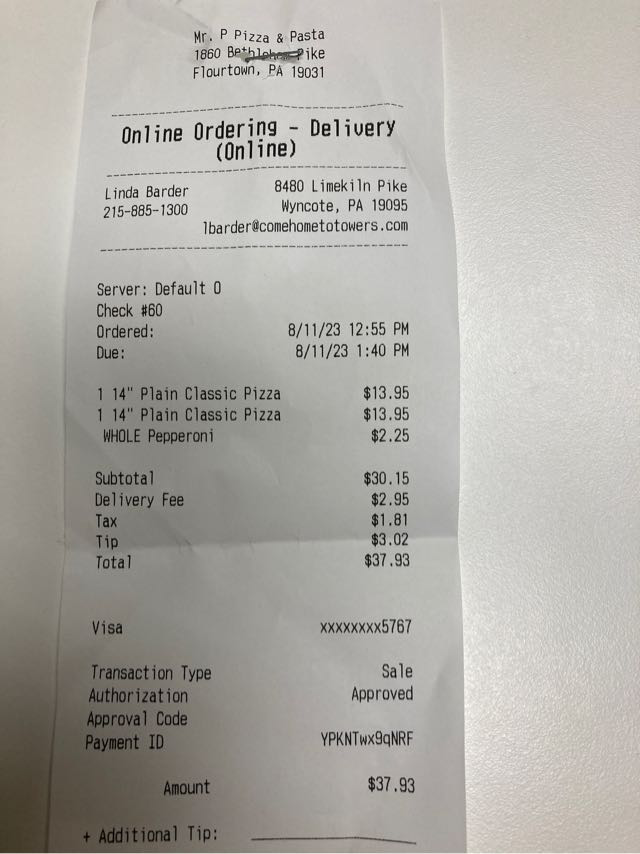 Mr. P Pizza & Pasta
1860 Bethlehem Pike
Flourtown, PA 19031
Online Ordering - Delivery
(Online)
Linda Barder 8480 Limekiln Pike
215-885-1300 Wyncote, PA 19095
lbarder@comehometotowers.com
Server: Default O
Check #60
Ordered: 8/11/23 12:55 PM
Due: 8/11/23 1:40 PM
1 14" Plain Classic Pizza $13.95
1 14" Plain Classic Pizza $13.95
WHOLE Pepperoni $2.25
Subtotal $30.15
Delivery Fee $2.95
Tax $1.81
Tip $3.02
Total $37.93
Visa xxxxxxxx5767
Transaction Type Sale
Authorization Approved
Approval Code
Payment ID YPKNTwx9qNRF
Amount $37.93
+ Additional Tip: